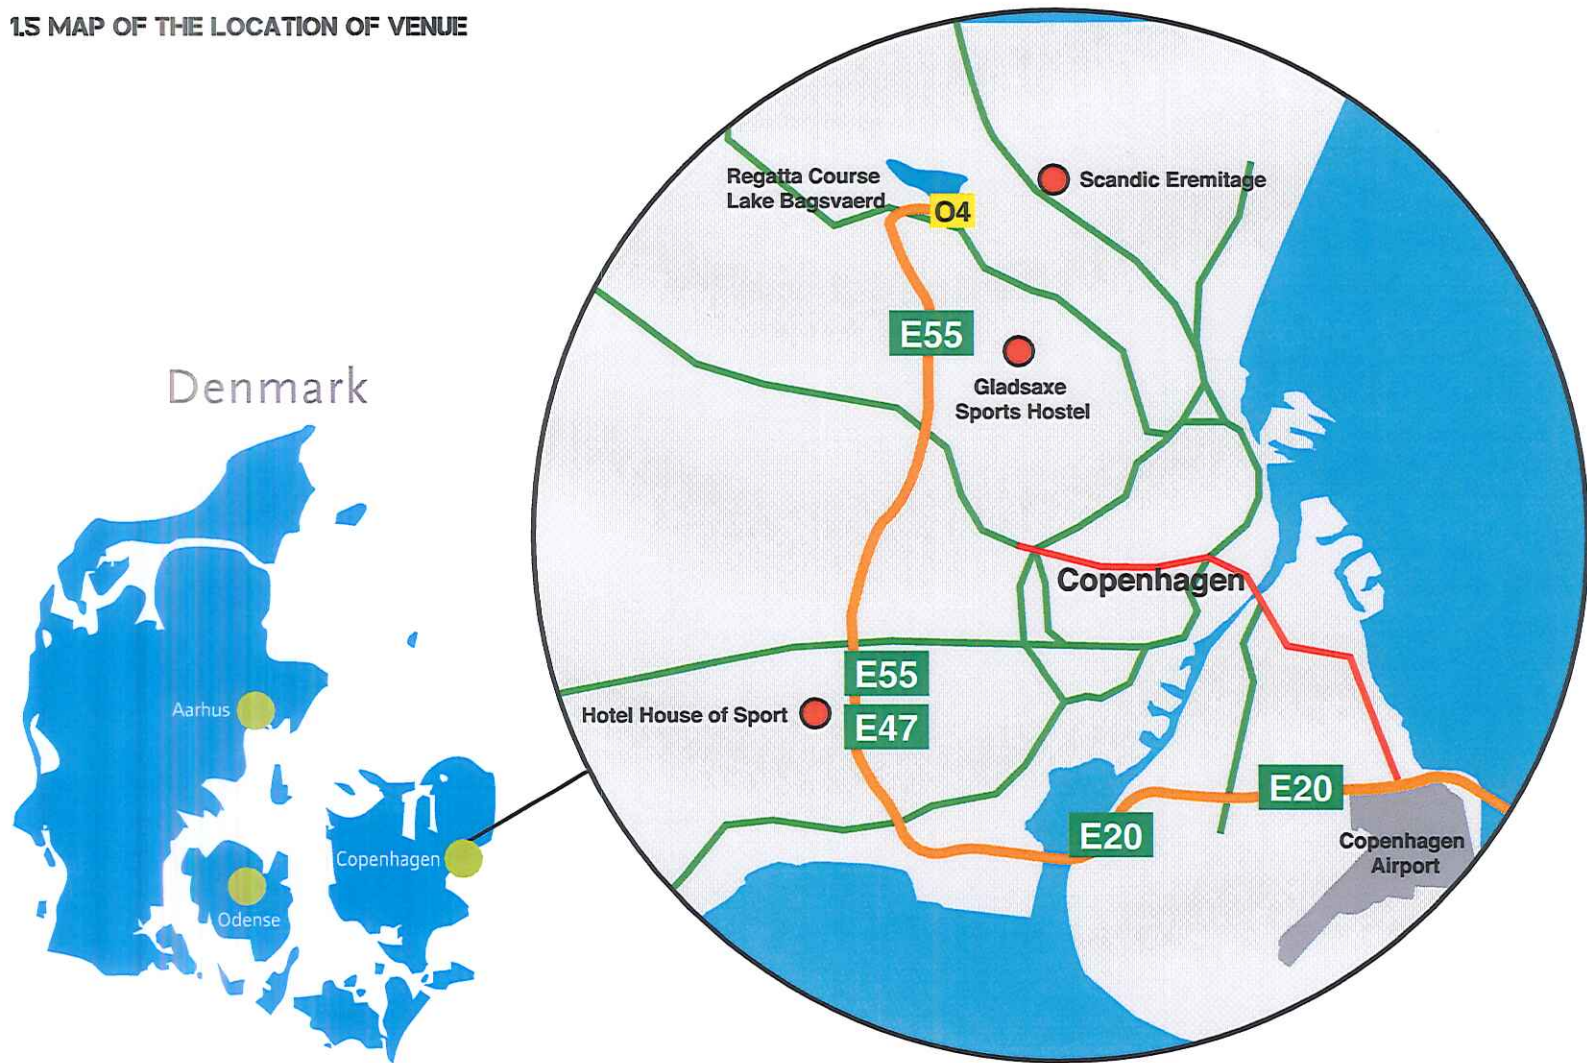 1.5 MAP OF THE LOCATION OF VENUE
Denmark
Aarhus
Copenhagen
Odense
Regatta Course
Lake Bagsvaerd
O4
Scandic Eremitage
E55
Gladsaxe
Sports Hostel
Copenhagen
E55
Hotel House of Sport
E47
E20
E20
Copenhagen
Airport